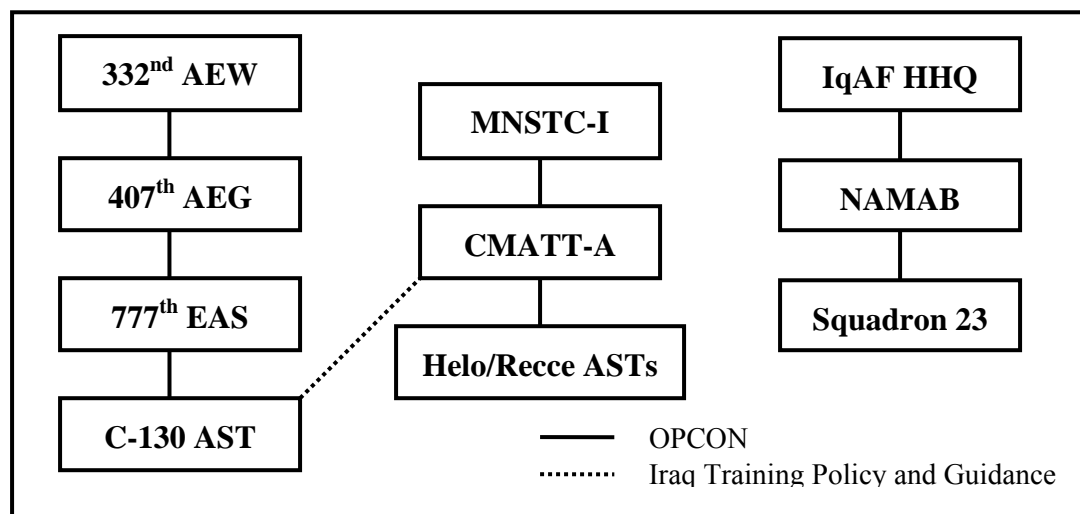 332nd AEW
407th AEG
777th EAS
C-130 AST
MNSTC-I
CMATT-A
Helo/Recce ASTs
IqAF HHQ
NAMAB
Squadron 23
OPCON
Iraq Training Policy and Guidance